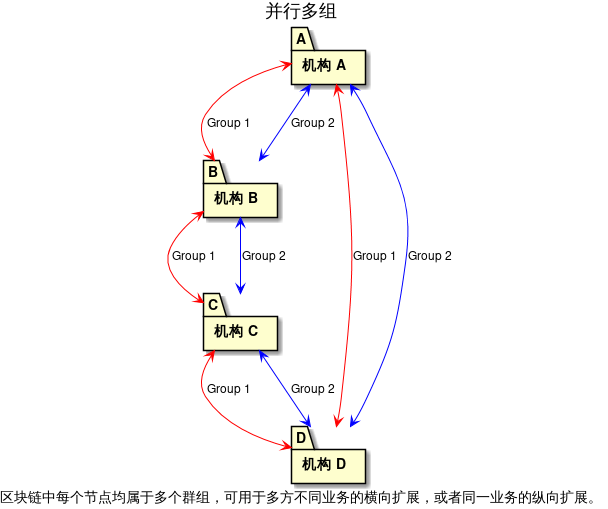 并行多组
A
机构 A
Group 1
Group 2
B
机构 B
Group 1
Group 2
Group 1
Group 2
C
机构 C
Group 1
Group 2
D
机构 D
区块链中每个节点均属于多个群组，可用于多方不同业务的横向扩展，或者同一业务的纵向扩展。